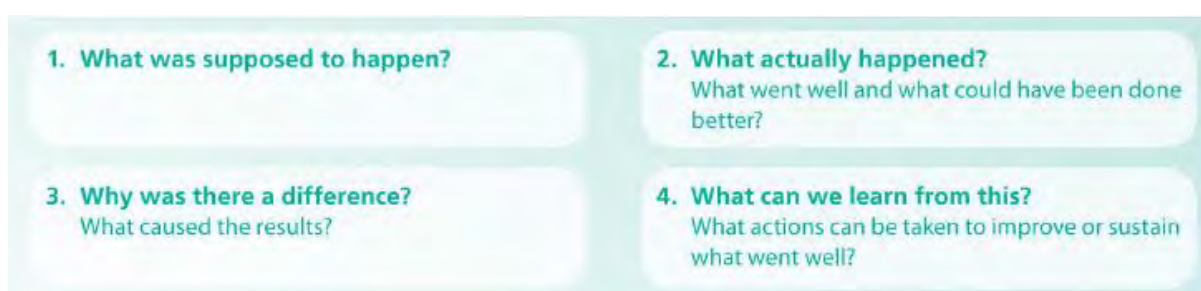 1. What was supposed to happen?
2. What actually happened?
What went well and what could have been done
better?
3. Why was there a difference?
What caused the results?
4. What can we learn from this?
What actions can be taken to improve or sustain
what went well?